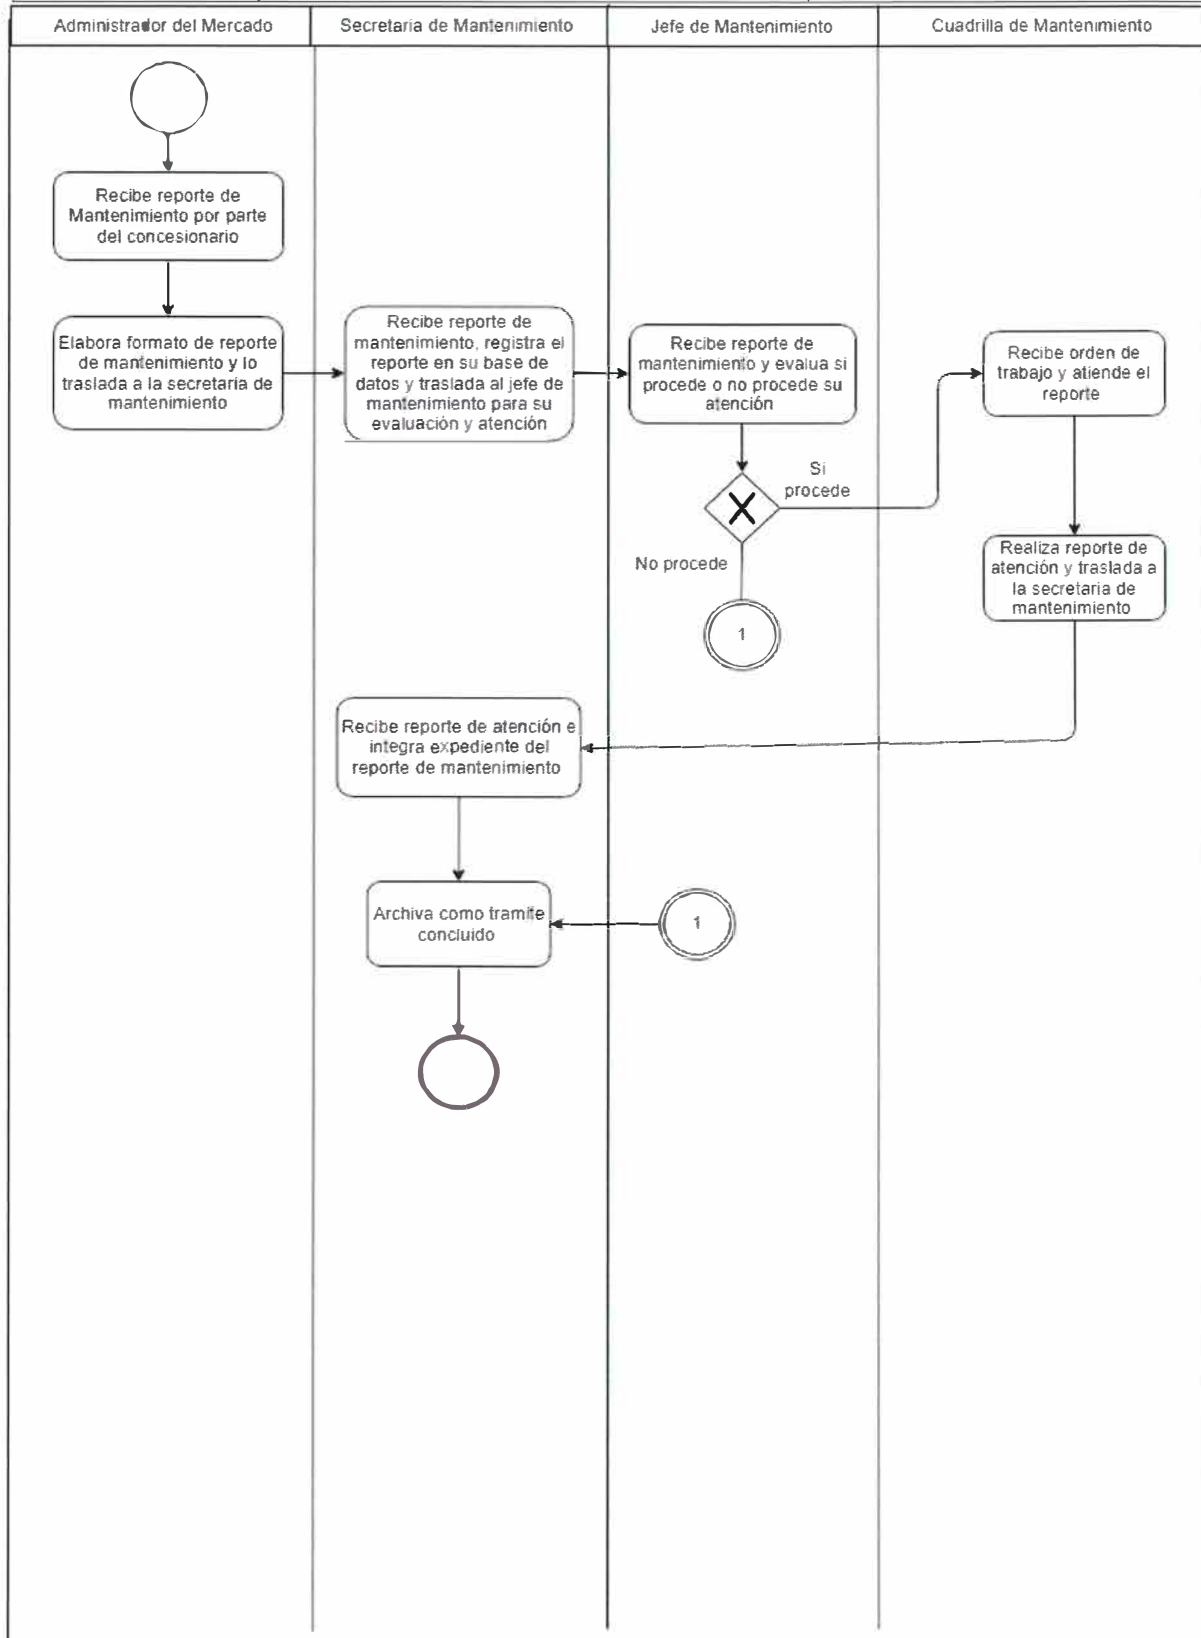 Administrador del Mercado
Secretaria de Mantenimiento
Jefe de Mantenimiento
Cuadrilla de Mantenimiento
Recibe reporte de
Mantenimiento por parte
del concesionario
Elabora formato de reporte
de mantenimiento y lo
traslada a la secretaria de
mantenimiento
Recibe reporte de
mantenimiento, registra el
reporte en su base de
datos y traslada al jefe de
mantenimiento para su
evaluación y atención
Recibe reporte de
mantenimiento y evalua si
procede o no procede su
atención
Recibe orden de
trabajo y atiende el
reporte
Si
procede
No procede
1
Realiza reporte de
atención y traslada a
la secretaria de
mantenimiento
Recibe reporte de atención e
integra expediente del
reporte de mantenimiento
Archiva como tramite
concluido
1